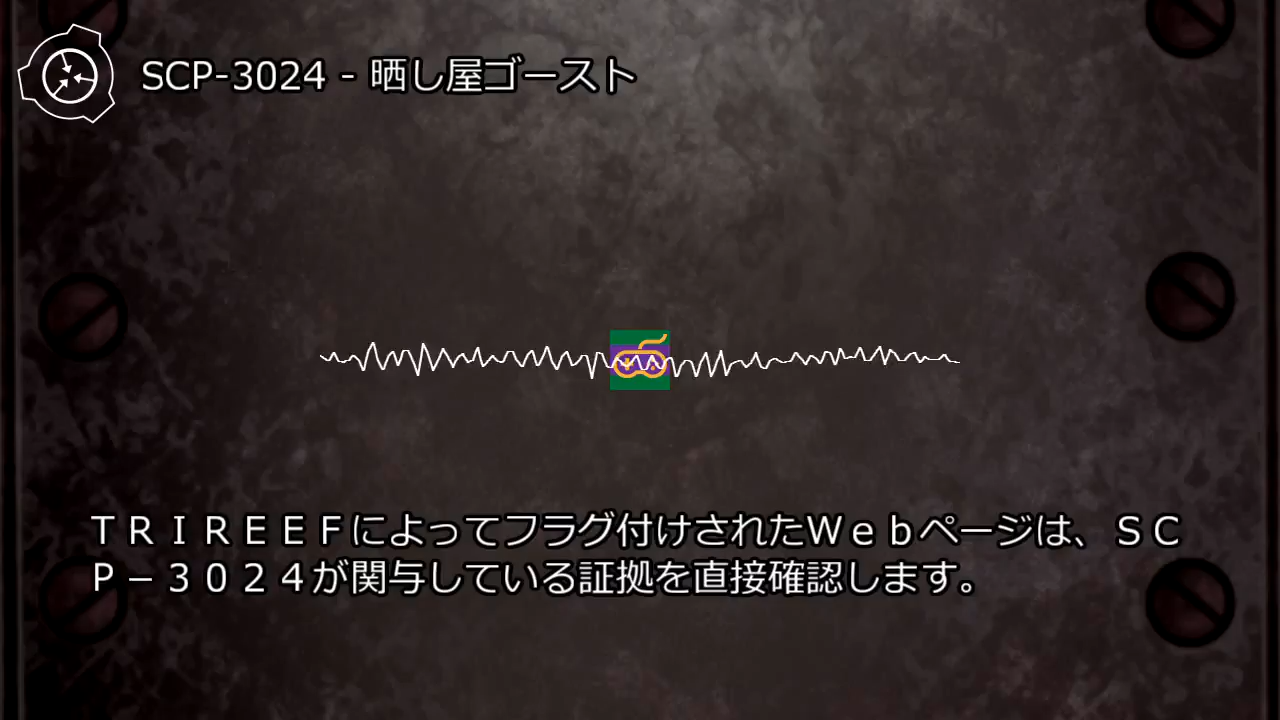 SCP-3024 - 晒し屋ゴースト
ＴＲＩＲＥＥＦによってフラグ付けされたＷｅｂページは、ＳＣ
Ｐ－３０２４が関与している証拠を直接確認します。